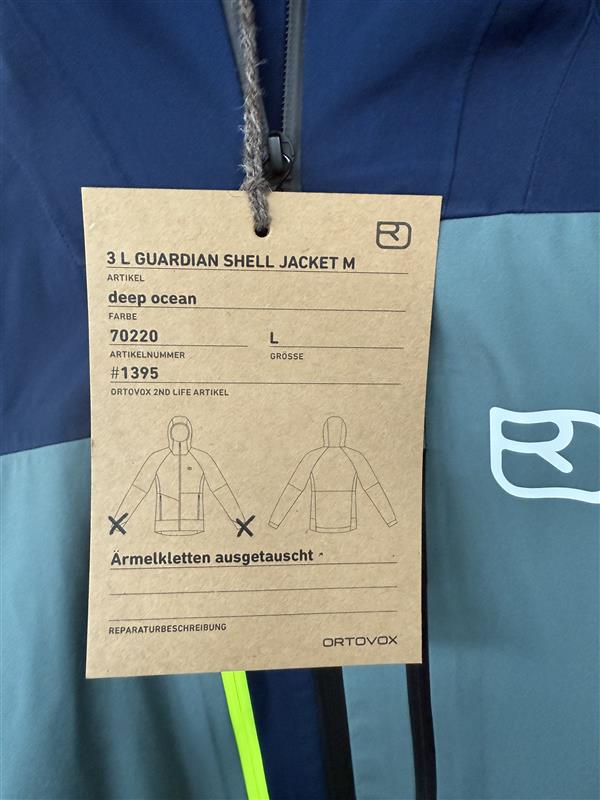 3 L GUARDIAN SHELL JACKET M
ARTIKEL
deep ocean
FARBE
70220 L
ARTIKELNUMMER GRÖSSE
#1395
ORTOVOX 2ND LIFE ARTIKEL
Ärmelkletten ausgetauscht
REPARATURBESCHREIBUNG
ORTOVOX